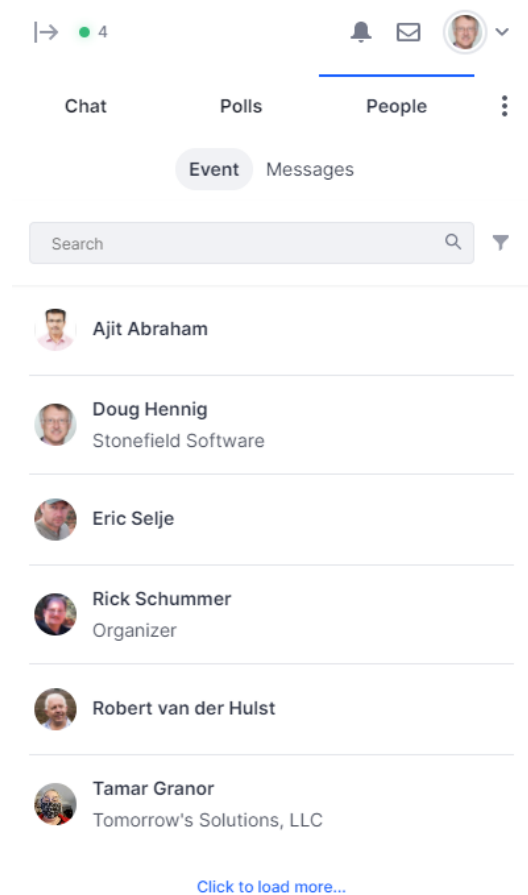 4
Chat Polls People
Event Messages
Search
Ajit Abraham
Doug Hennig
Stonefield Software
Eric Selje
Rick Schummer
Organizer
Robert van der Hulst
Tamar Granor
Tomorrow's Solutions, LLC
Click to load more...